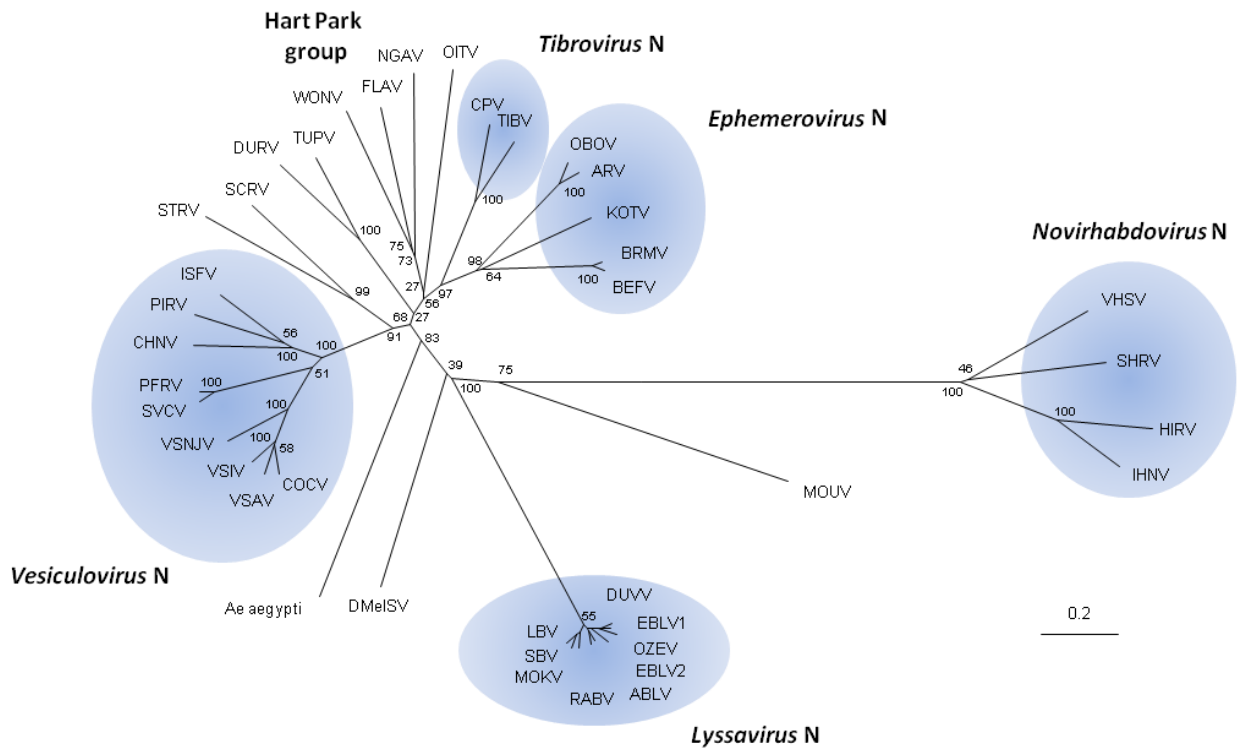 Hart Park
group
Tibrovirus N
NGAV
OITV
FLAV
WONV
CPV
TIBV
Ephemerovirus N
TUPV
DURV
OBOV
ARV
SCRV
100
100
STRV
KOTV
100
Novirhabdovirus N
75
73
98
64
BRMV
ISFV
100
BEFV
PIRV
99
27
97
56
VHSV
CHNV
56
100
100
68
27
91
83
SHRV
PFRV
100
51
39
75
46
SVCV
100
100
100
100
HIRV
VSNJV
100
58
IHNV
VSIV
COCV
MOUV
VSAV
Vesiculovirus N
Ae aegypti
DMelSV
DUVV
0.2
55
EBLV1
LBV
OZEV
SBV
EBLV2
MOKV
ABLV
RABV
Lyssavirus N